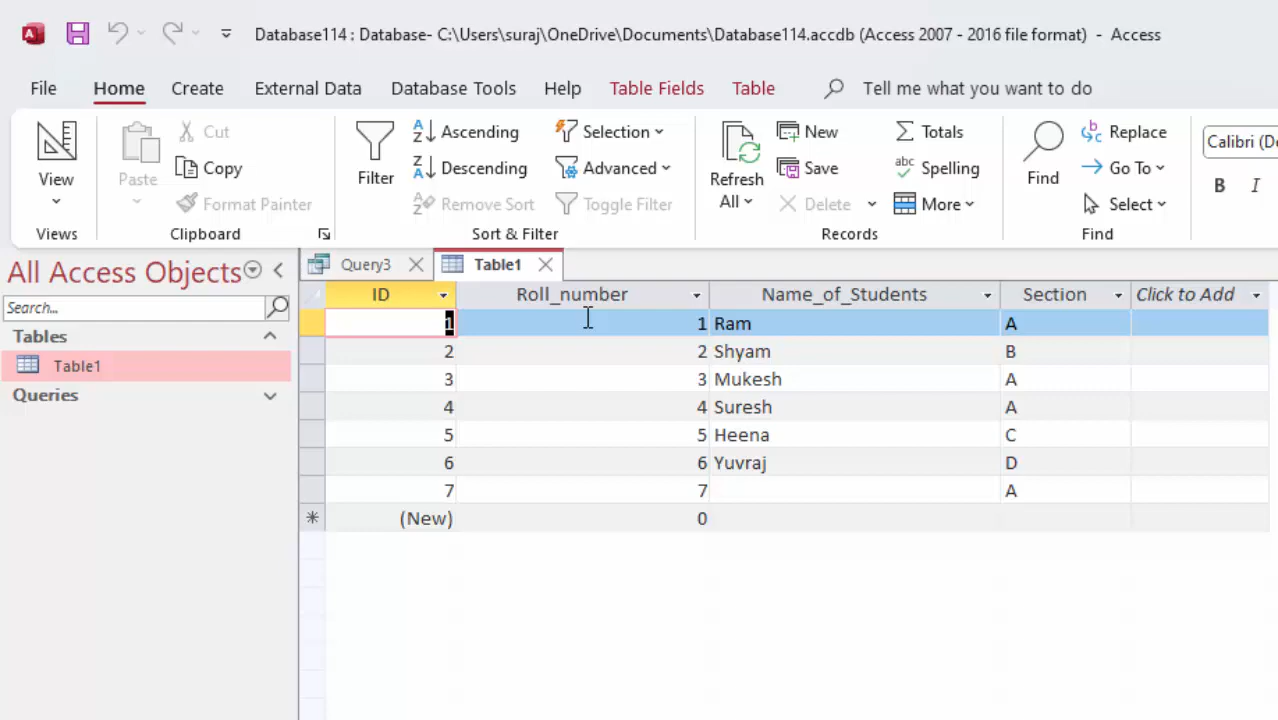 Database114 : Database- C:\Users\suraj\OneDrive\Documents\Database114.accdb (Access 2007 - 2016 file format) - Access
File Home Create External Data Database Tools Help Table Fields Table Tell me what you want to do
View
Views
Paste
Cut
Copy
Format Painter
Clipboard
Filter
Ascending
Descending
Remove Sort
Selection
Advanced
Toggle Filter
Sort & Filter
Refresh
All
New
Save
Delete
Totals
Spelling
More
Records
Find
Replace
Go To
Select
Find
Calibri (De
B I
All Access Objects
Search...
Tables
Table1
Queries
Query3 Table1
ID Roll_number Name_of_Students Section Click to Add
1 1 Ram A
2 2 Shyam B
3 3 Mukesh A
4 4 Suresh A
5 5 Heena C
6 6 Yuvraj D
7 7 A
* (New) 0